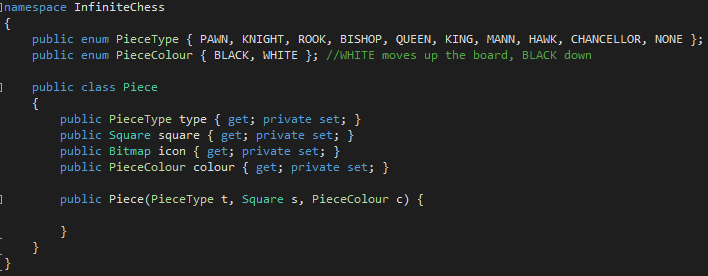 namespace InfiniteChess
{
public enum PieceType { PAWN, KNIGHT, ROOK, BISHOP, QUEEN, KING, MANN, HAWK, CHANCELLOR, NONE };
public enum PieceColour { BLACK, WHITE }; //WHITE moves up the board, BLACK down
public class Piece
{
public PieceType type { get; private set; }
public Square square { get; private set; }
public Bitmap icon { get; private set; }
public PieceColour colour { get; private set; }
public Piece(PieceType t, Square s, PieceColour c) {
}
}
}